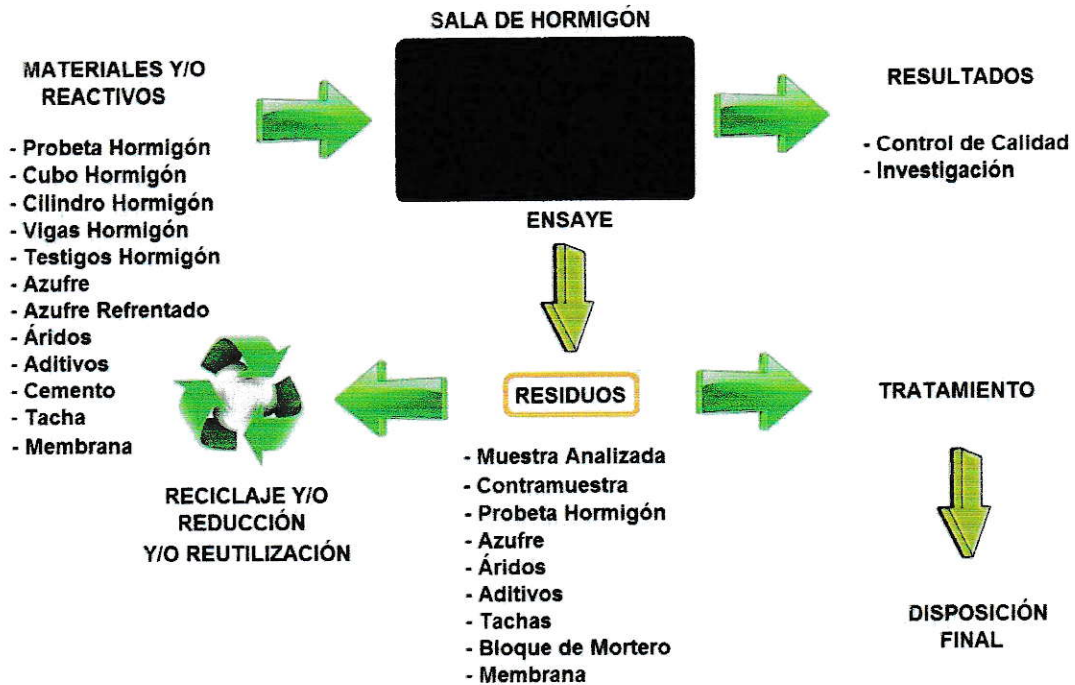 SALA DE HORMIGÓN
MATERIALES Y/O
REACTIVOS
- Probeta Hormigón
- Cubo Hormigón
- Cilindro Hormigón
- Vigas Hormigón
- Testigos Hormigón
- Azufre
- Azufre Refrentado
- Áridos
- Aditivos
- Cemento
- Tacha
- Membrana
ENSAYE
RESULTADOS
- Control de Calidad
- Investigación
RESIDUOS
- Muestra Analizada
- Contramuestra
- Probeta Hormigón
- Azufre
- Áridos
- Aditivos
- Tachas
- Bloque de Mortero
- Membrana
RECICLAJE Y/O
REDUCCIÓN
Y/O REUTILIZACIÓN
TRATAMIENTO
DISPOSICIÓN
FINAL